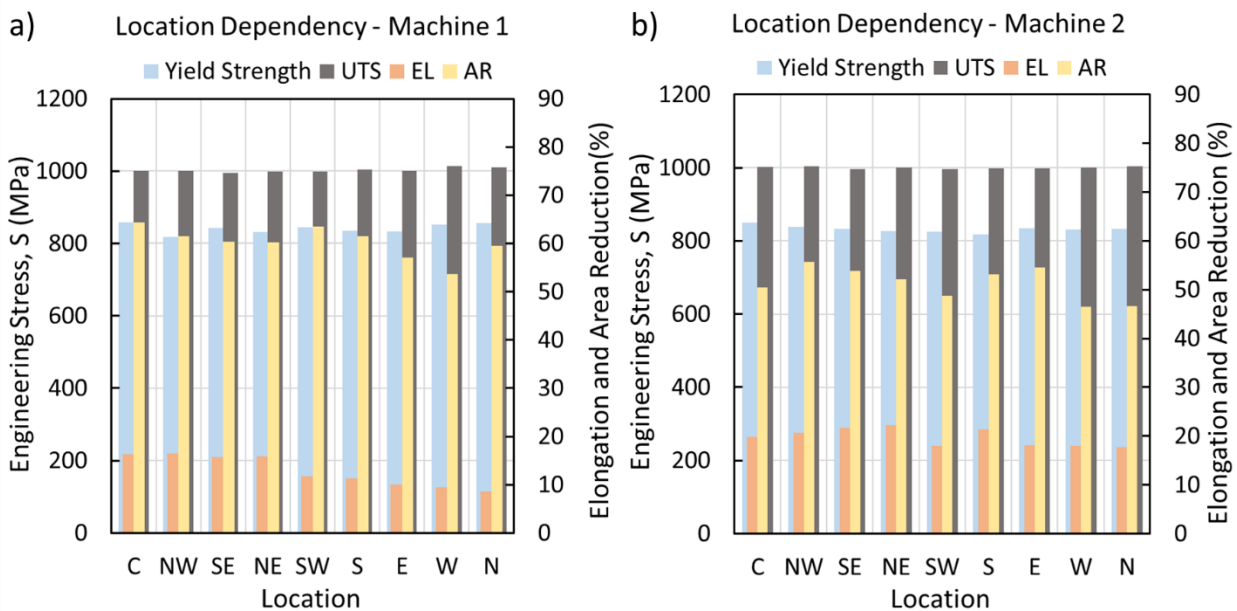 a)
Location Dependency - Machine 1
Yield Strength UTS EL AR
Engineering Stress, S (MPa)
1200
1000
800
600
400
200
0
Elongation and Area Reduction(%)
90
80
70
60
50
40
30
20
10
0
C NW SE NE SW S E W N
Location
b)
Location Dependency - Machine 2
Yield Strength UTS EL AR
Engineering Stress, S (MPa)
1200
1000
800
600
400
200
0
Elongation and Area Reduction (%)
90
80
70
60
50
40
30
20
10
0
C NW SE NE SW S E W N
Location